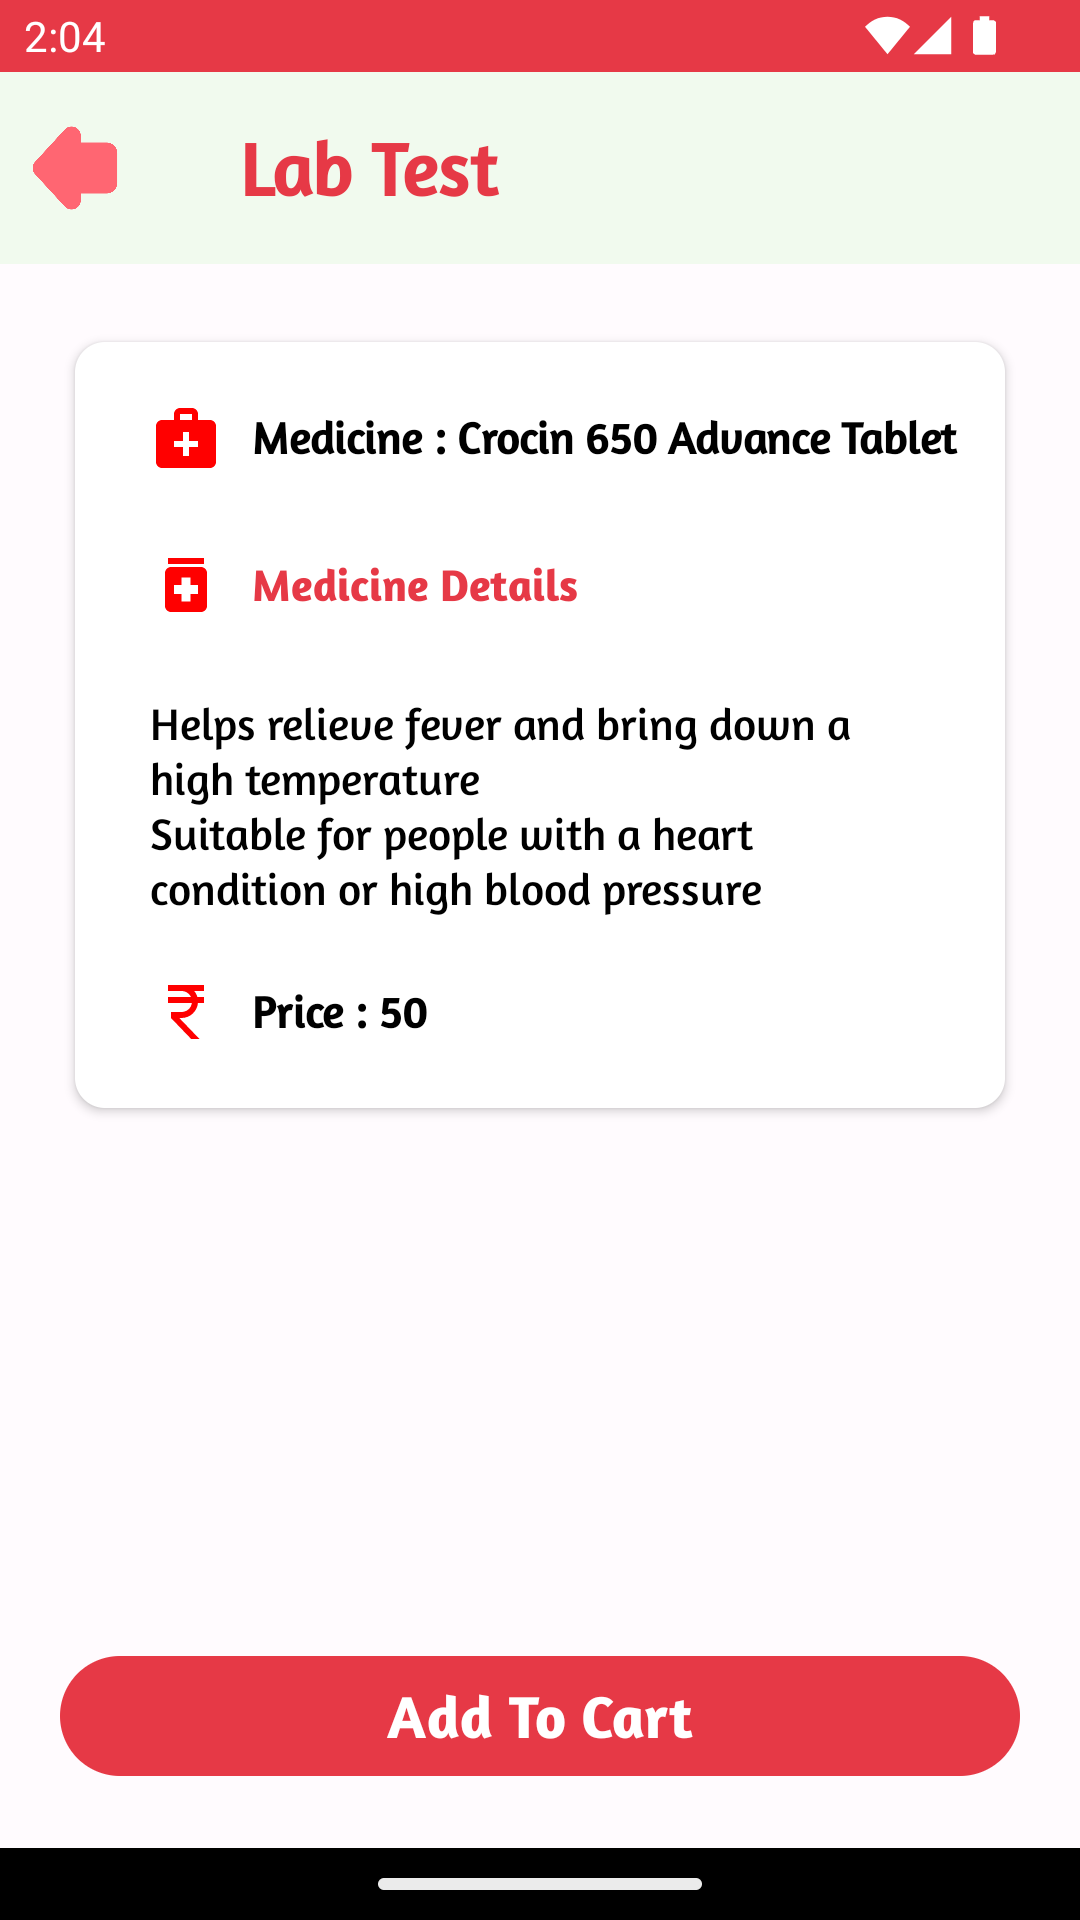 2:04
Lab Test
Medicine : Crocin 650 Advance Tablet
Medicine Details
Helps relieve fever and bring down a
high temperature
Suitable for people with a heart
condition or high blood pressure
Price : 50
Add To Cart